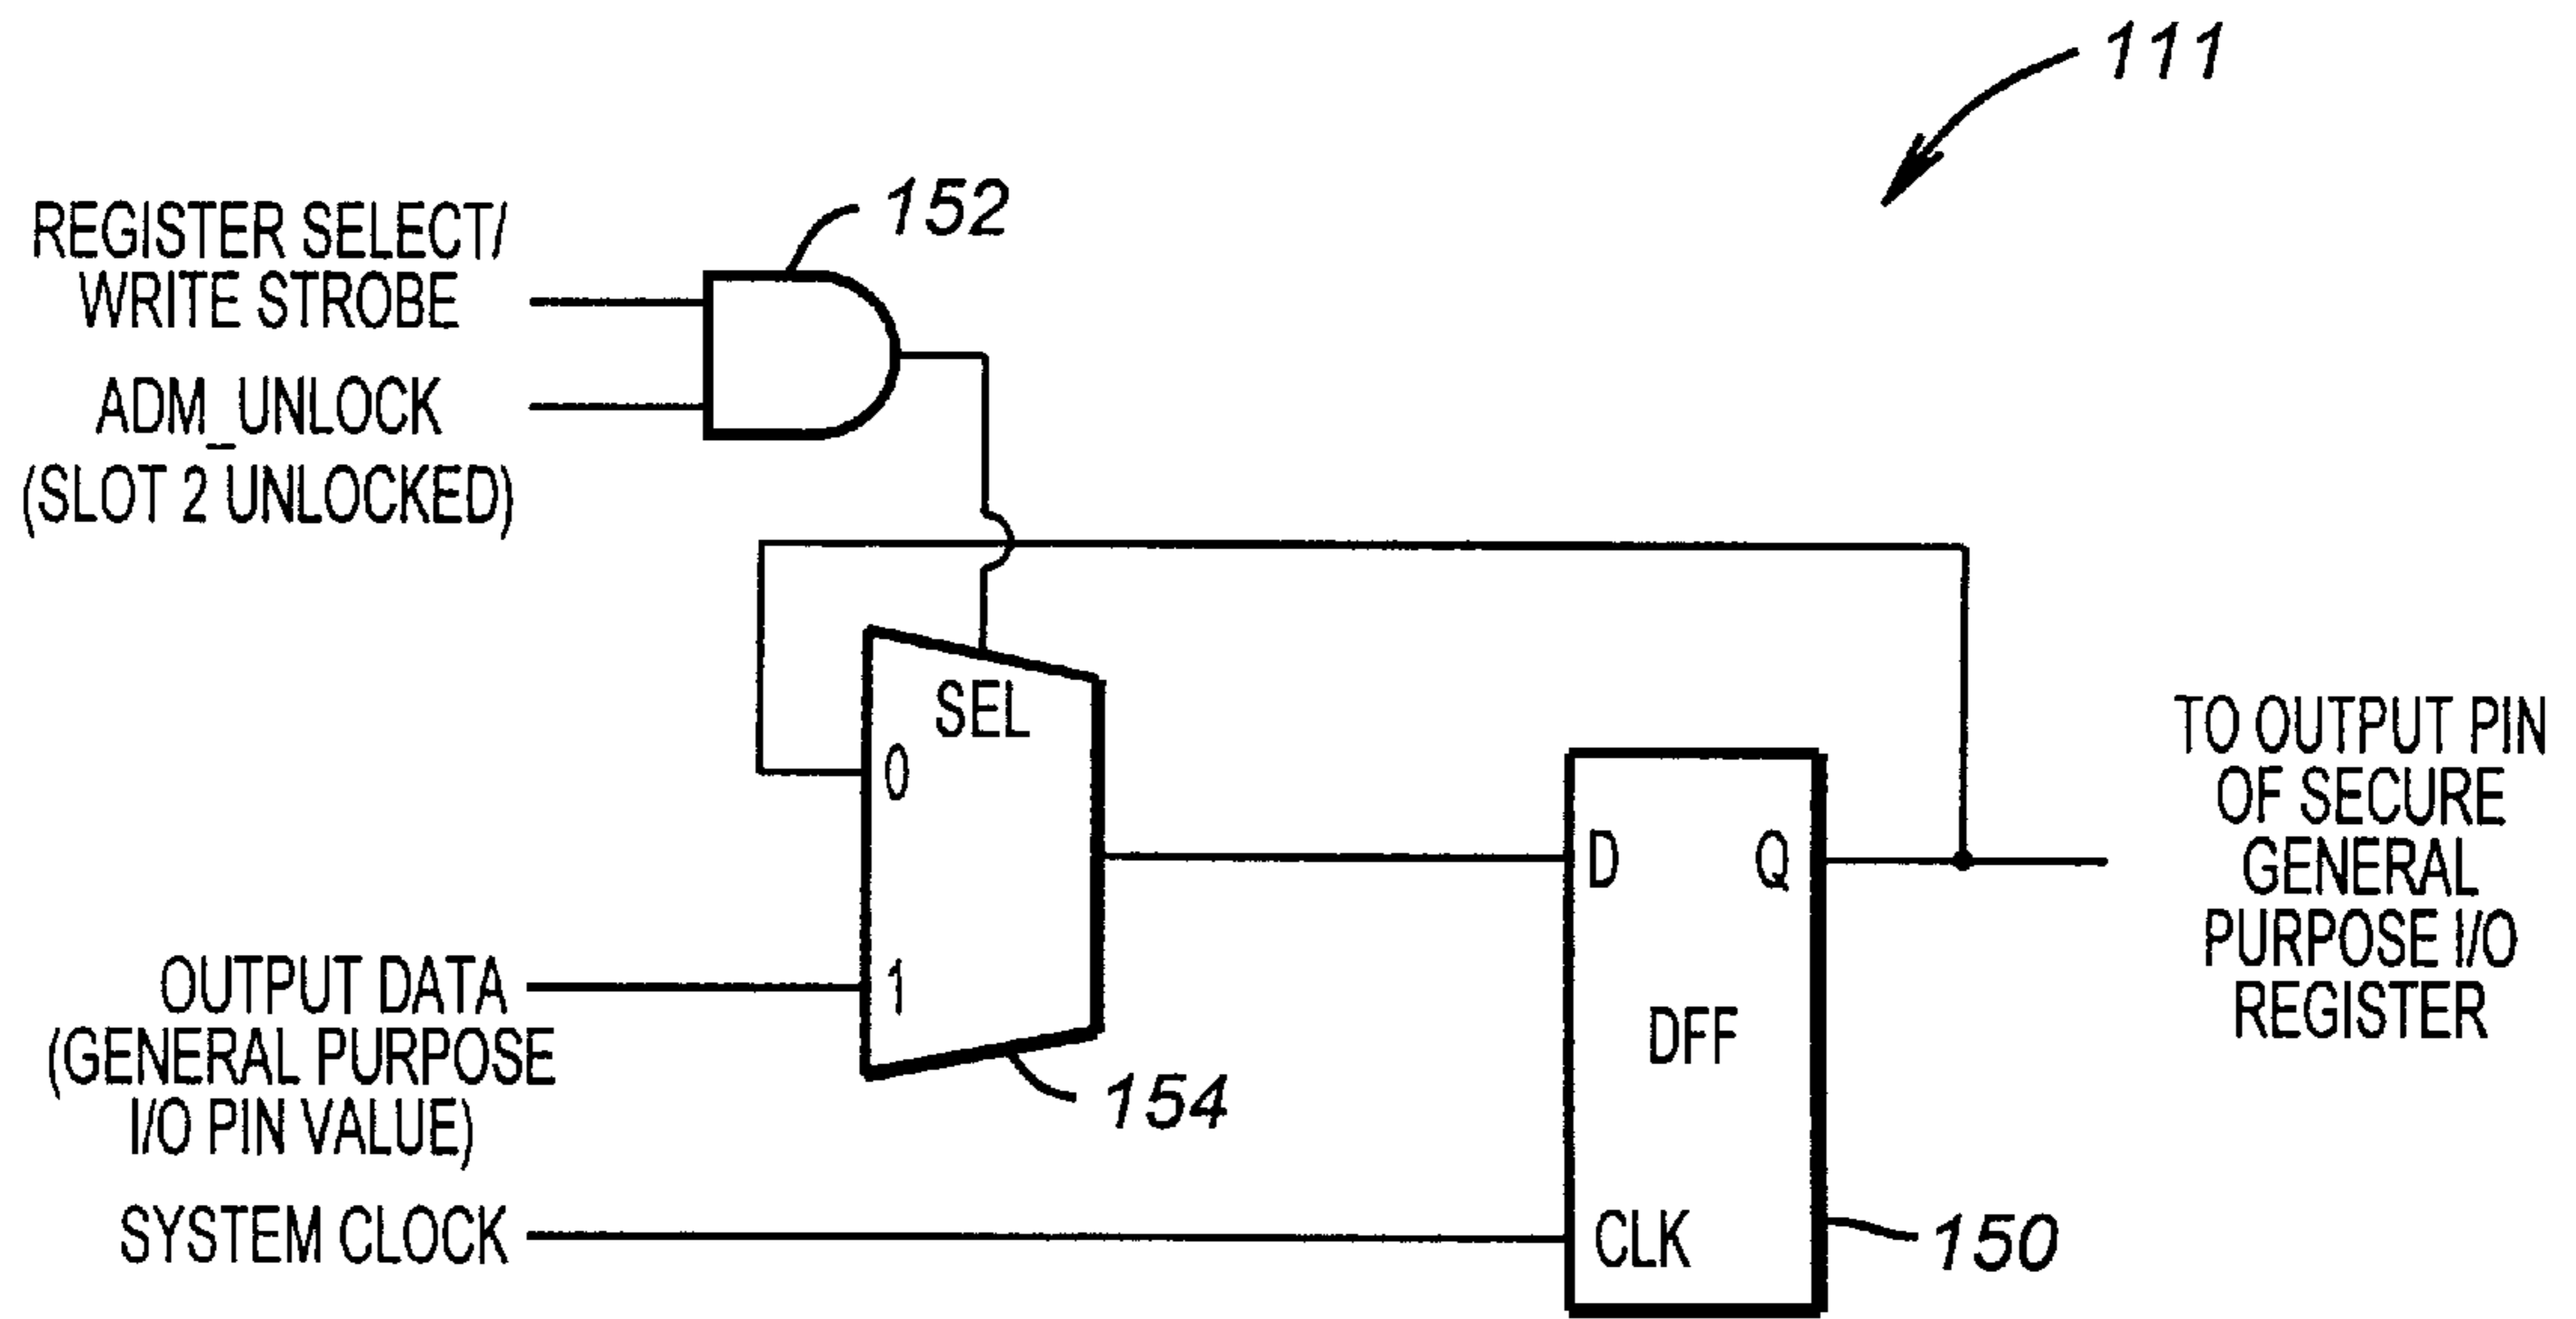 111
152
REGISTER SELECT/
WRITE STROBE
ADM_UNLOCK
(SLOT 2 UNLOCKED)
SEL
0
1
D
Q
DFF
CLK
TO OUTPUT PIN
OF SECURE
GENERAL
PURPOSE I/O
REGISTER
OUTPUT DATA
(GENERAL PURPOSE
I/O PIN VALUE)
154
SYSTEM CLOCK
150